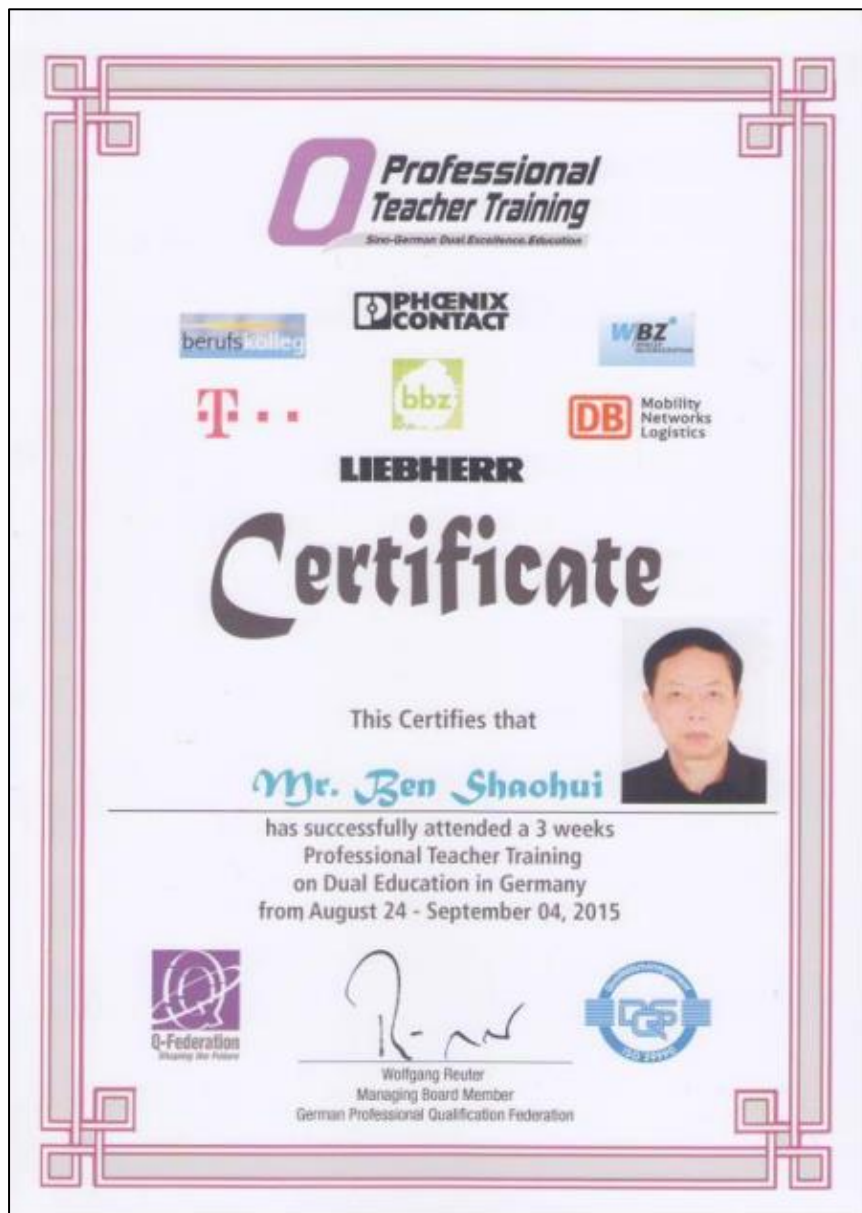 Professional
Teacher Training
Sino-German Dual Excellence Education
PHŒNIX
CONTACT
berufskolleg
WBZ
T
bbz
DB Mobility
Networks
Logistics
LIEBHERR
Certificate
This Certifies that
Mr. Ben Shaohui
has successfully attended a 3 weeks
Professional Teacher Training
on Dual Education in Germany
from August 24 - September 04, 2015
Q-Federation
Shaping the Future
DQS
ISO 29990
Wolfgang Reuter
Managing Board Member
German Professional Qualification Federation